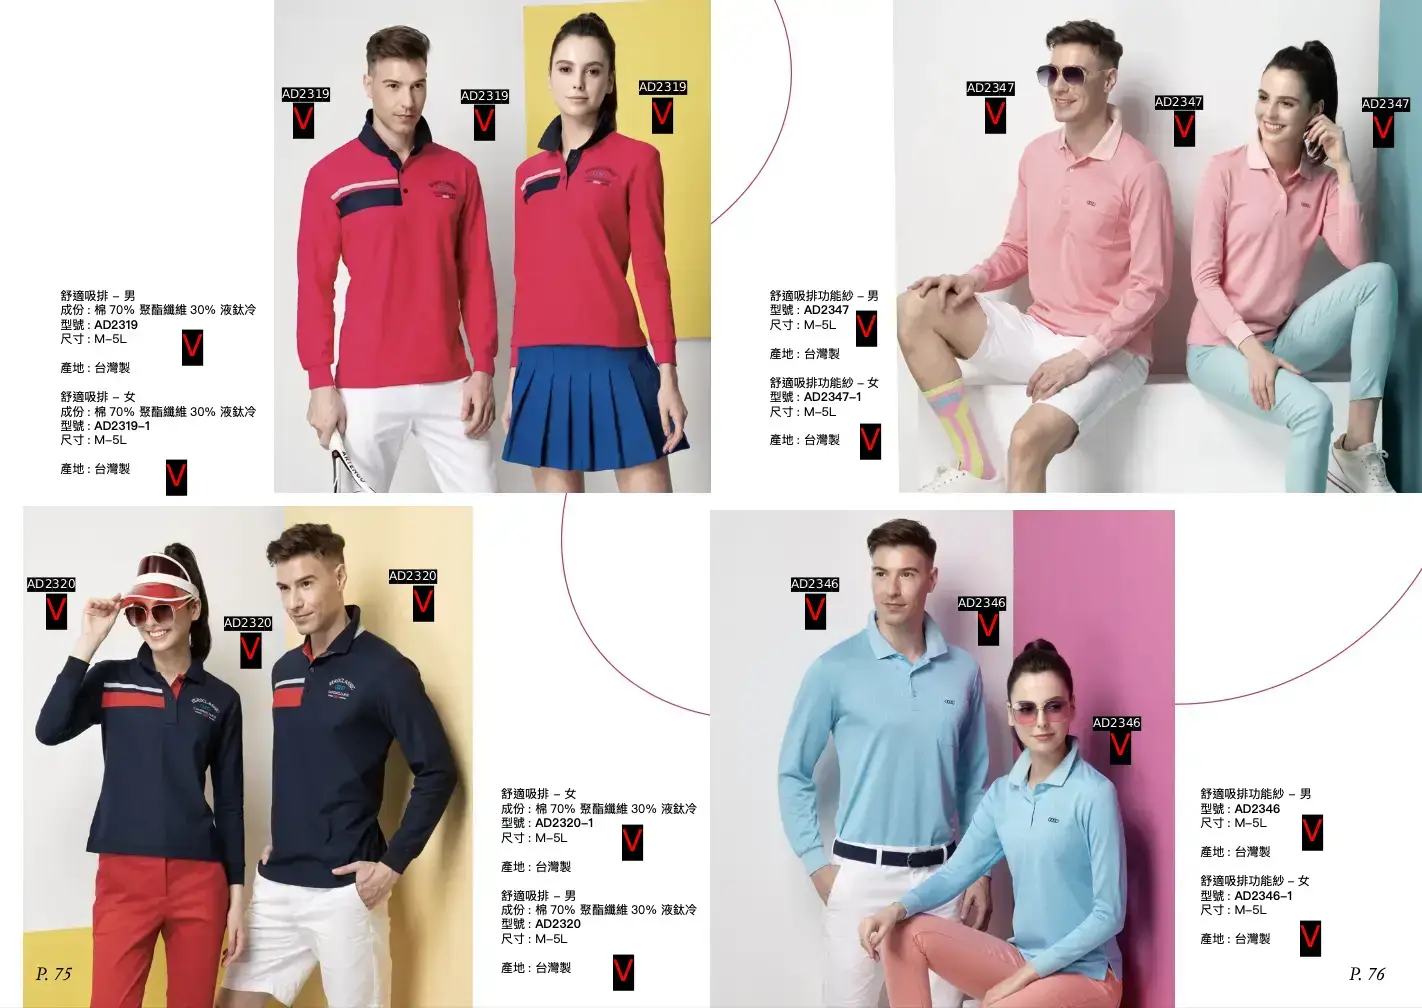 AD2319
V
AD2319
V
AD2319
V
舒適吸排 – 男
成份 : 棉 70% 聚酯纖維 30% 液鈦冷
型號 : AD2319
尺寸 : M–5L
V
產地 : 台灣製
舒適吸排 – 女
成份 : 棉 70% 聚酯纖維 30% 液鈦冷
型號 : AD2319–1
尺寸 : M–5L
產地 : 台灣製
V
ARTENGO
AD2347
V
AD2347
V
AD2347
V
舒適吸排功能紗 – 男
型號 : AD2347
尺寸 : M–5L
V
產地 : 台灣製
舒適吸排功能紗 – 女
型號 : AD2347–1
尺寸 : M–5L
產地 : 台灣製
V
AD2320
V
AD2320
V
AD2320
V
舒適吸排 – 女
成份 : 棉 70% 聚酯纖維 30% 液鈦冷
型號 : AD2320–1
尺寸 : M–5L
V
產地 : 台灣製
舒適吸排 – 男
成份 : 棉 70% 聚酯纖維 30% 液鈦冷
型號 : AD2320
尺寸 : M–5L
產地 : 台灣製
V
P. 75
AD2346
V
AD2346
V
AD2346
V
舒適吸排功能紗 – 男
型號 : AD2346
尺寸 : M–5L
V
產地 : 台灣製
舒適吸排功能紗 – 女
型號 : AD2346–1
尺寸 : M–5L
產地 : 台灣製
V
P. 76